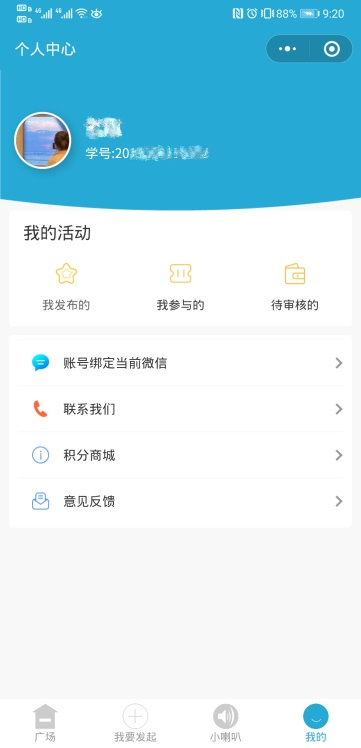 88% 9:20
个人中心
学号:20
我的活动
我发布的 我参与的 待审核的
账号绑定当前微信
联系我们
积分商城
意见反馈
广场 我要发起 小喇叭 我的